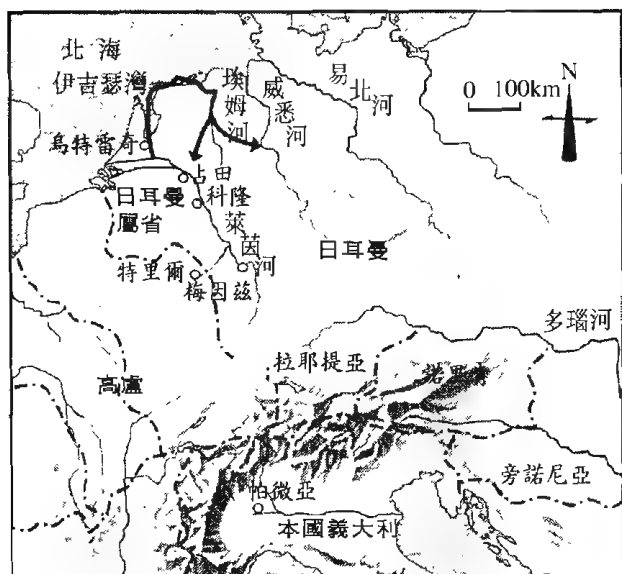 北海
伊吉瑟灣
埃姆河
威悉河
易北河
0 100km
N
烏特雷奇
占田
科隆
日耳曼屬省
萊茵河
日耳曼
特里爾
梅因茲
多瑙河
拉耶提亞
高盧
旁諾尼亞
帕微亞
本國義大利